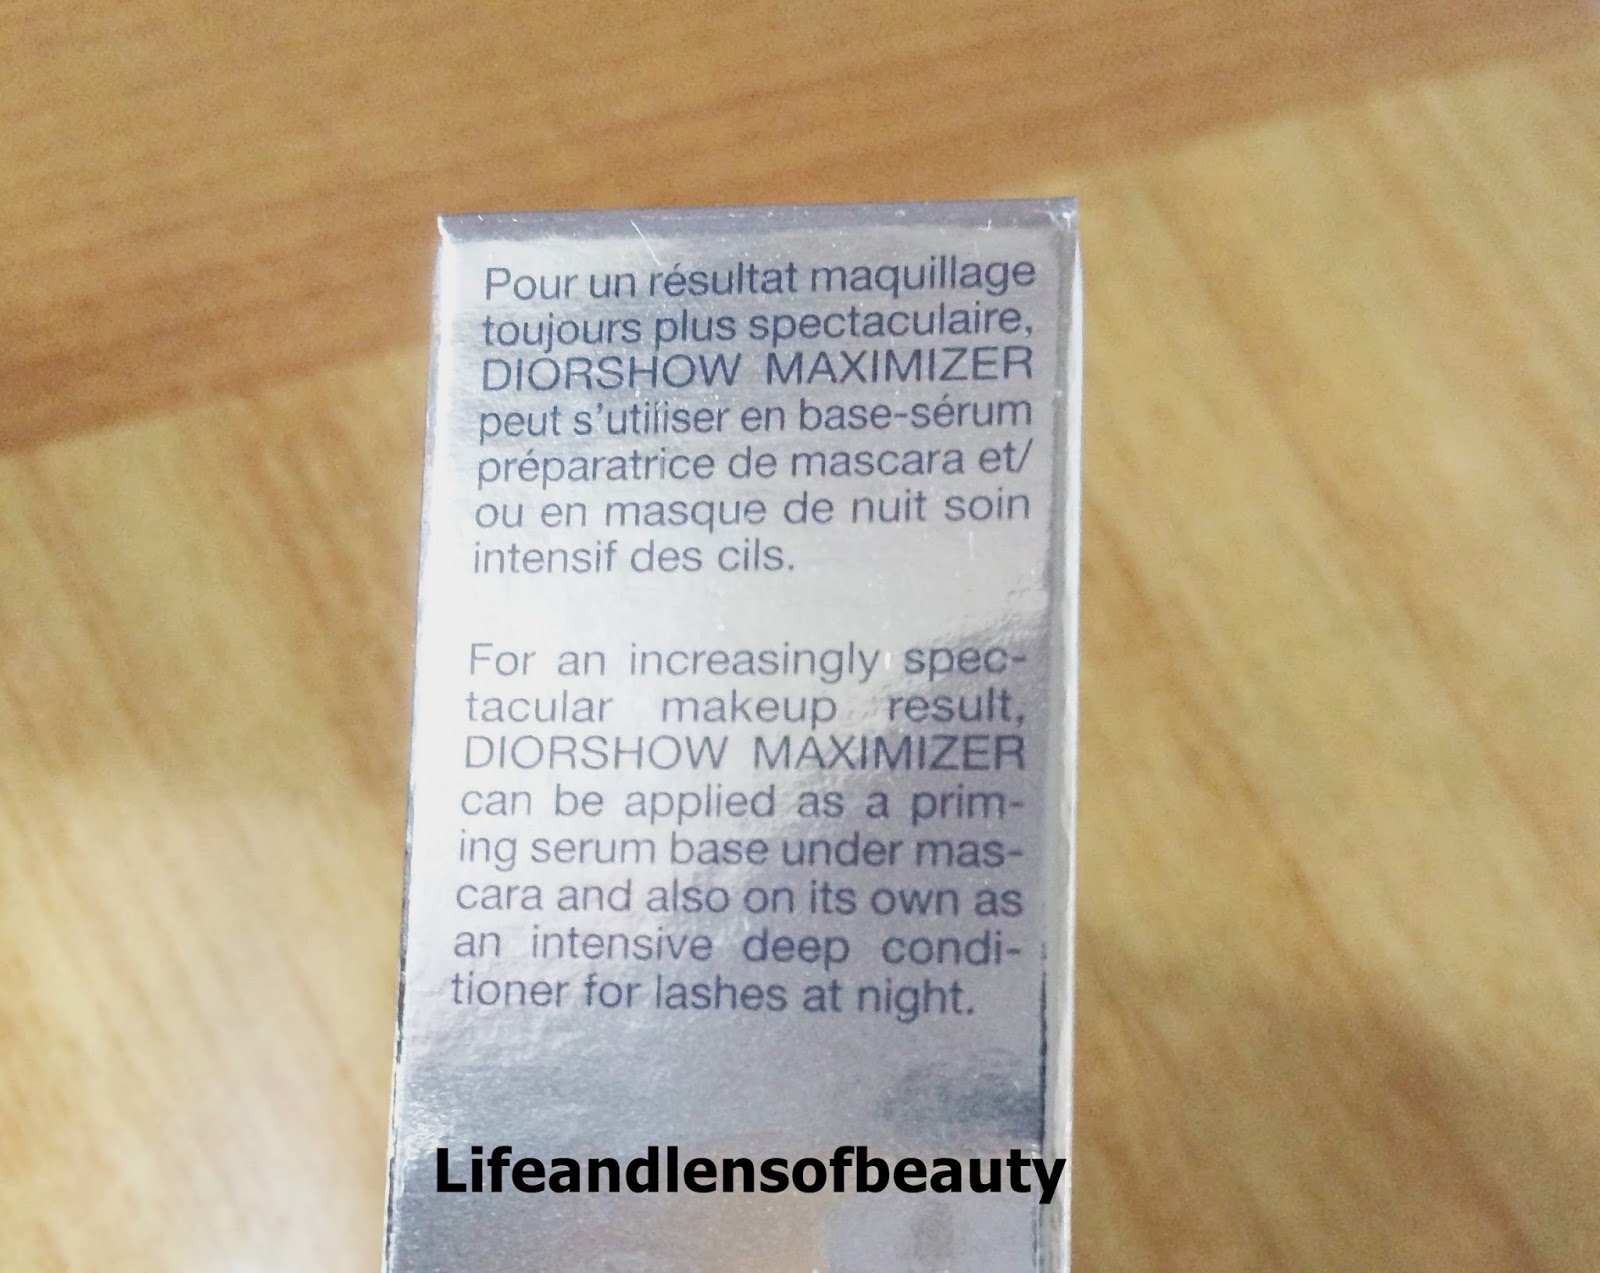 Pour un résultat maquillage
toujours plus spectaculaire,
DIORSHOW MAXIMIZER
peut s'utiliser en base-sérum
préparatrice de mascara et/
ou en masque de nuit soin
intensif des cils.
For an increasingly spec-
tacular makeup result,
DIORSHOW MAXIMIZER
can be applied as a prim-
ing serum base under mas-
cara and also on its own as
an intensive deep condi-
tioner for lashes at night.
Lifeandlensofbeauty